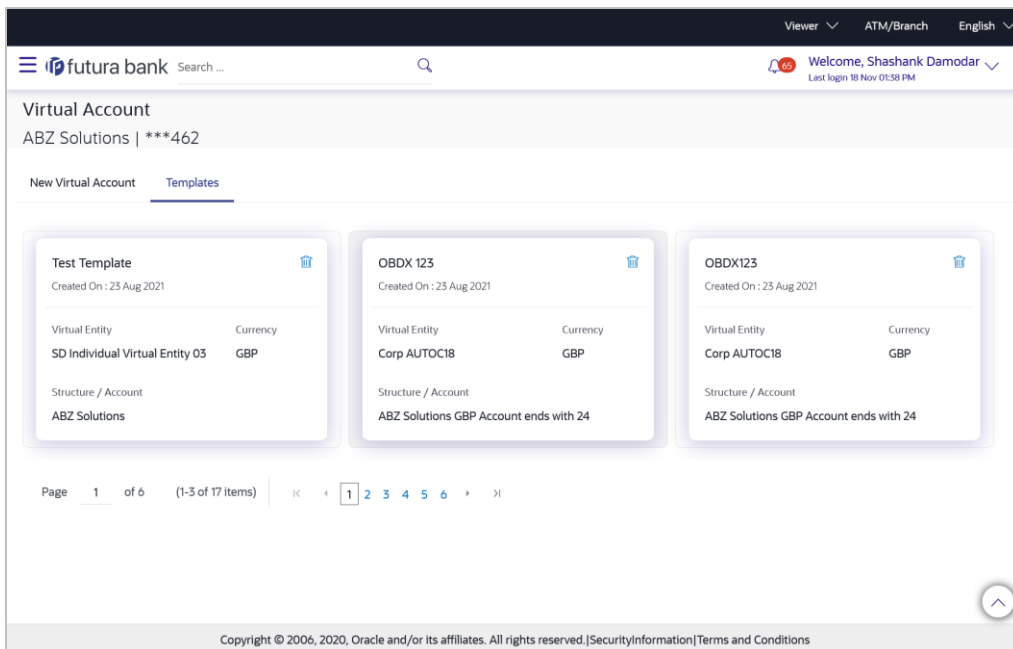 Viewer ATM/Branch English
futura bank Search ... 65 Welcome, Shashank Damodar
Last login 18 Nov 01:38 PM
Virtual Account
ABZ Solutions | ***462
New Virtual Account Templates
Test Template OBDX 123 OBDX123
Created On : 23 Aug 2021 Created On : 23 Aug 2021 Created On : 23 Aug 2021
Virtual Entity Currency Virtual Entity Currency Virtual Entity Currency
SD Individual Virtual Entity 03 GBP Corp AUTOC18 GBP Corp AUTOC18 GBP
Structure / Account Structure / Account Structure / Account
ABZ Solutions ABZ Solutions GBP Account ends with 24 ABZ Solutions GBP Account ends with 24
Page 1 of 6 (1-3 of 17 items) 1 2 3 4 5 6
Copyright © 2006, 2020, Oracle and/or its affiliates. All rights reserved.|SecurityInformation|Terms and Conditions